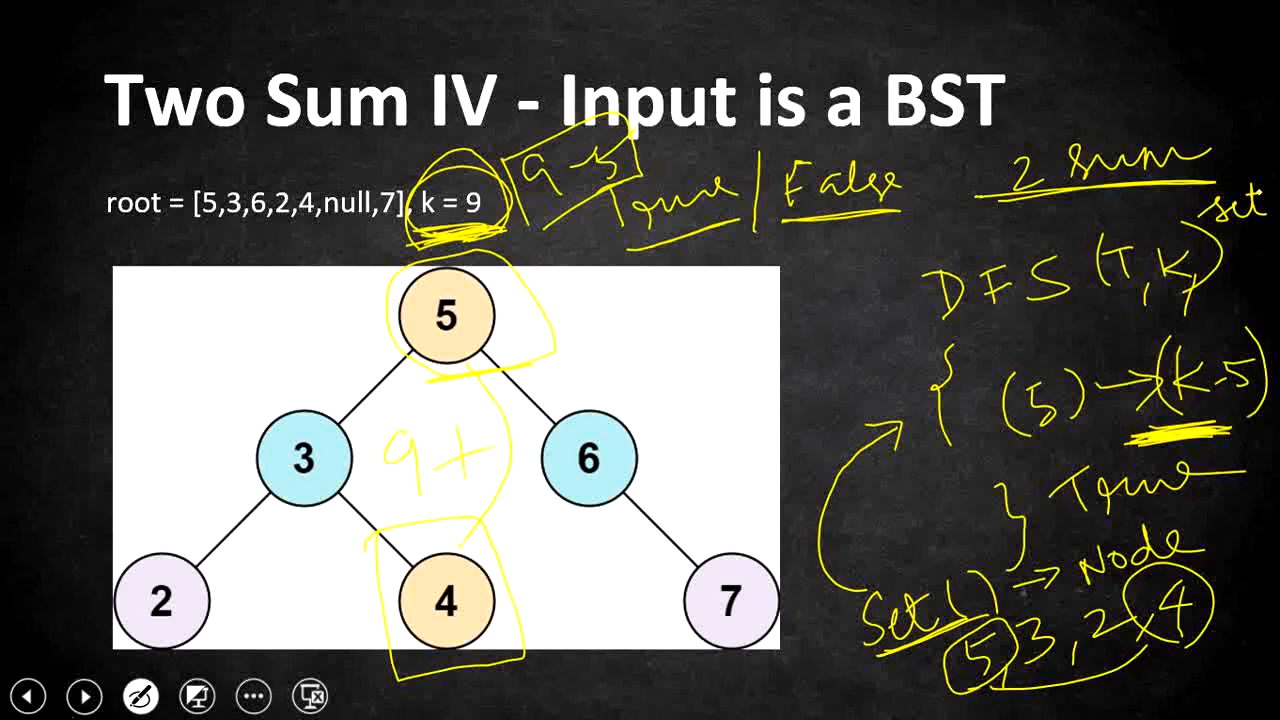 Two Sum IV - Input is a BST
root = [5,3,6,2,4,null,7], k = 9
9-5
True / False
2 Sum
DFS (T, K, set)
{ (5) → (K-5)
} True
Set() → Node
5, 3, 2, 4
5
3
9+
6
2
4
7